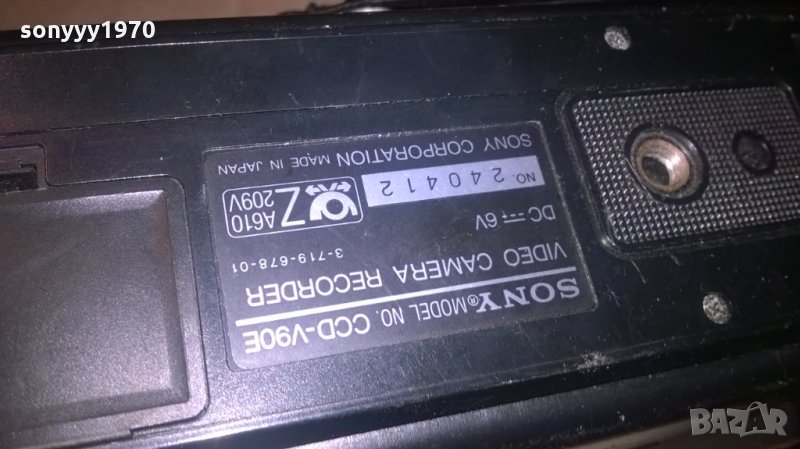 sonyyy1970
SONY® MODEL NO. CCD-V90E
VIDEO CAMERA RECORDER
3-719-678-01
DC ⎓ 6V
A610
209V
NO. 240412
SONY CORPORATION MADE IN JAPAN
BAZAR